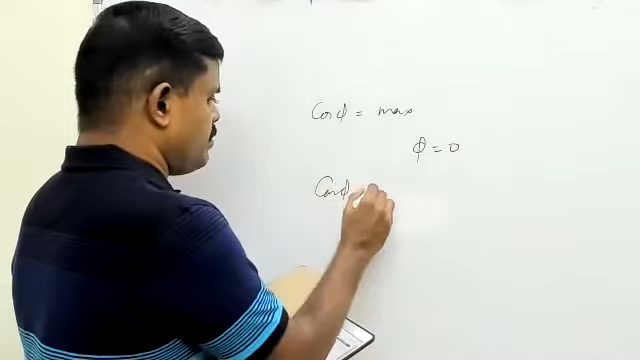 Cosφ = max
φ = 0
Cosφ